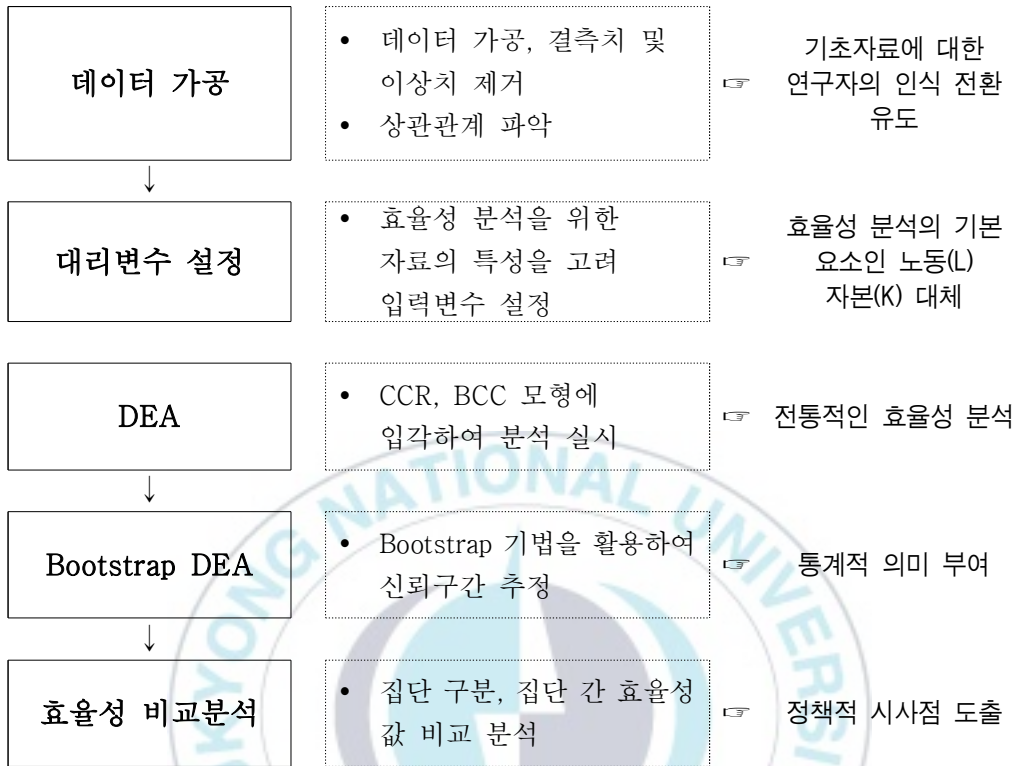 데이터 가공
• 데이터 가공, 결측치 및
이상치 제거
• 상관관계 파악
☞
기초자료에 대한
연구자의 인식 전환
유도
↓
대리변수 설정
• 효율성 분석을 위한
자료의 특성을 고려
입력변수 설정
☞
효율성 분석의 기본
요소인 노동(L)
자본(K) 대체
DEA
• CCR, BCC 모형에
입각하여 분석 실시
☞ 전통적인 효율성 분석
↓
Bootstrap DEA
• Bootstrap 기법을 활용하여
신뢰구간 추정
☞ 통계적 의미 부여
↓
효율성 비교분석
• 집단 구분, 집단 간 효율성
값 비교 분석
☞ 정책적 시사점 도출
KYONG NATIONAL UNIVERSI